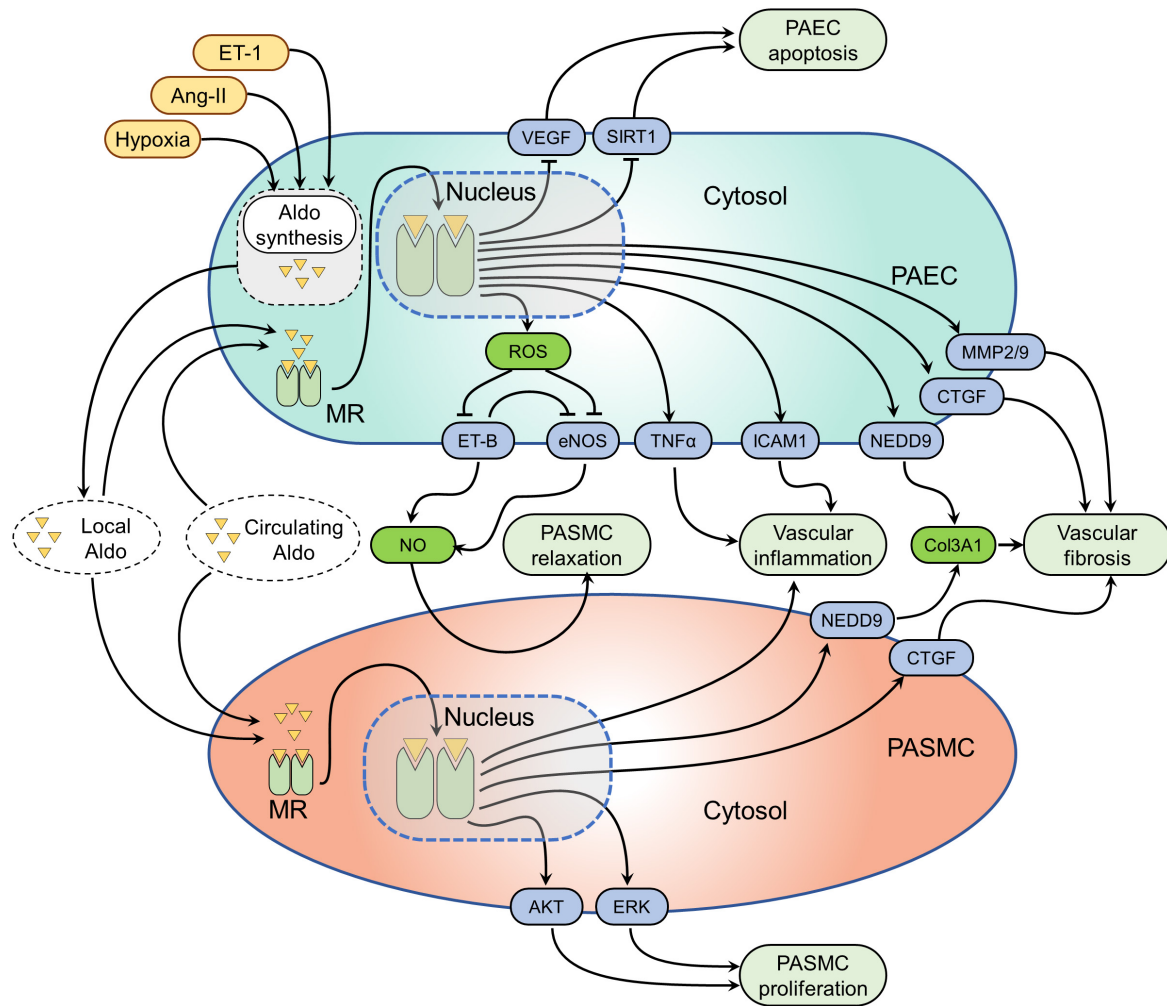 ET-1
PAEC
apoptosis
Ang-II
Hypoxia
VEGF
SIRT1
Nucleus
Cytosol
Aldo
synthesis
PAEC
ROS
MMP2/9
CTGF
MR
ET-B
eNOS
TNFα
ICAM1
NEDD9
Local
Aldo
Circulating
Aldo
NO
PASMC
relaxation
Vascular
inflammation
Col3A1
Vascular
fibrosis
NEDD9
CTGF
Nucleus
PASMC
MR
Cytosol
AKT
ERK
PASMC
proliferation